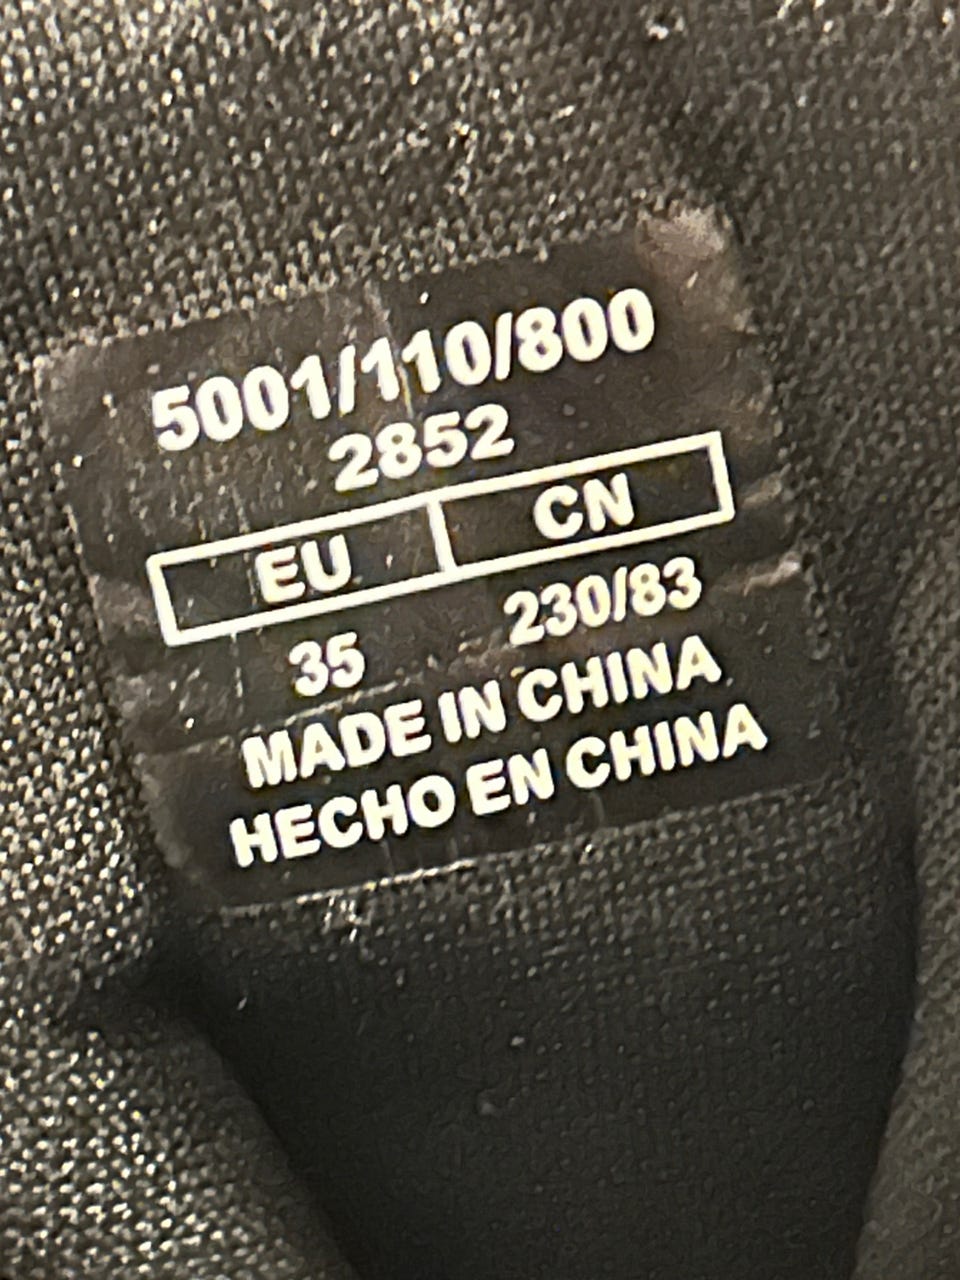 5001/110/800
2852
EU CN
35 230/83
MADE IN CHINA
HECHO EN CHINA